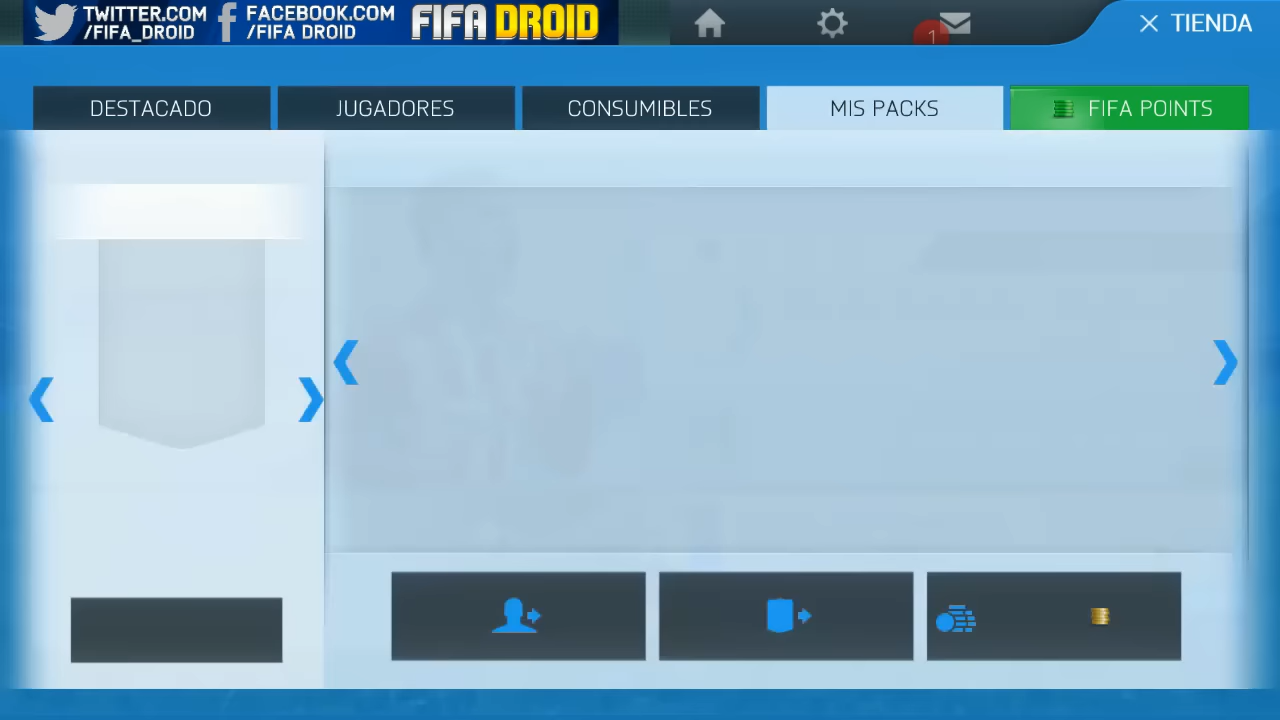 TWITTER.COM
/FIFA_DROID
FACEBOOK.COM
/FIFA DROID
FIFA DROID
1
TIENDA
DESTACADO
JUGADORES
CONSUMIBLES
MIS PACKS
FIFA POINTS